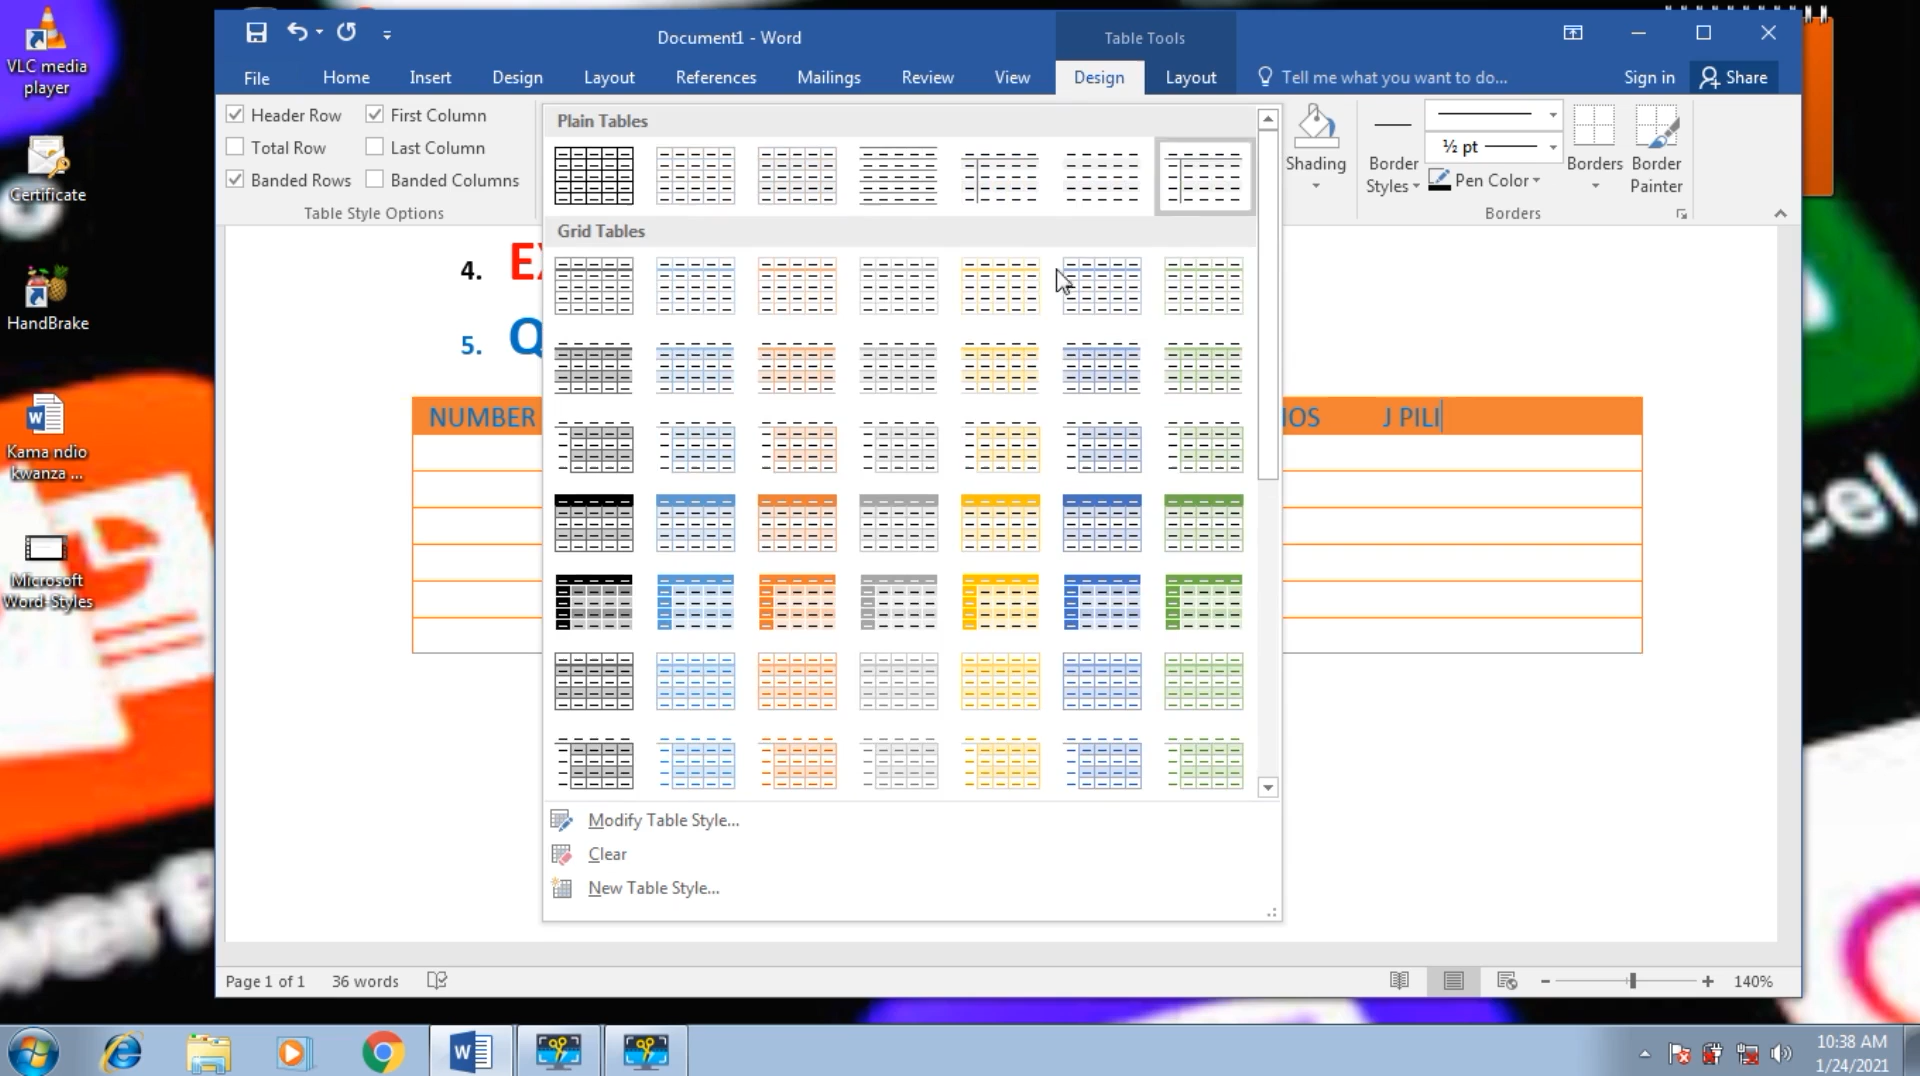 VLC media
player
Certificate
HandBrake
Kama ndio
kwanza ...
Microsoft
Word-Styles
Document1 - Word
Table Tools
File Home Insert Design Layout References Mailings Review View Design Layout Tell me what you want to do... Sign in Share
Header Row First Column
Total Row Last Column
Banded Rows Banded Columns
Table Style Options
Plain Tables
Grid Tables
Shading
Border
Styles
½ pt
Pen Color
Borders
Border
Painter
Borders
4.
5. Q
NUMBER J PILI
Modify Table Style...
Clear
New Table Style...
Page 1 of 1 36 words 140%
10:38 AM
1/24/2021